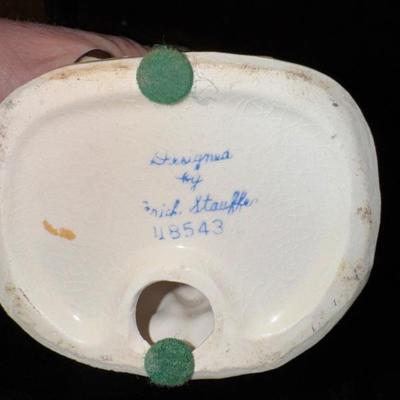 Designed
by
Erich. Stauffer
U8543